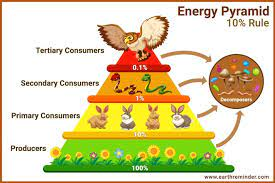 Energy Pyramid
10% Rule
Tertiary Consumers
0.1%
Secondary Consumers
1%
Decomposers
Primary Consumers
10%
Producers
100%
www.earthreminder.com